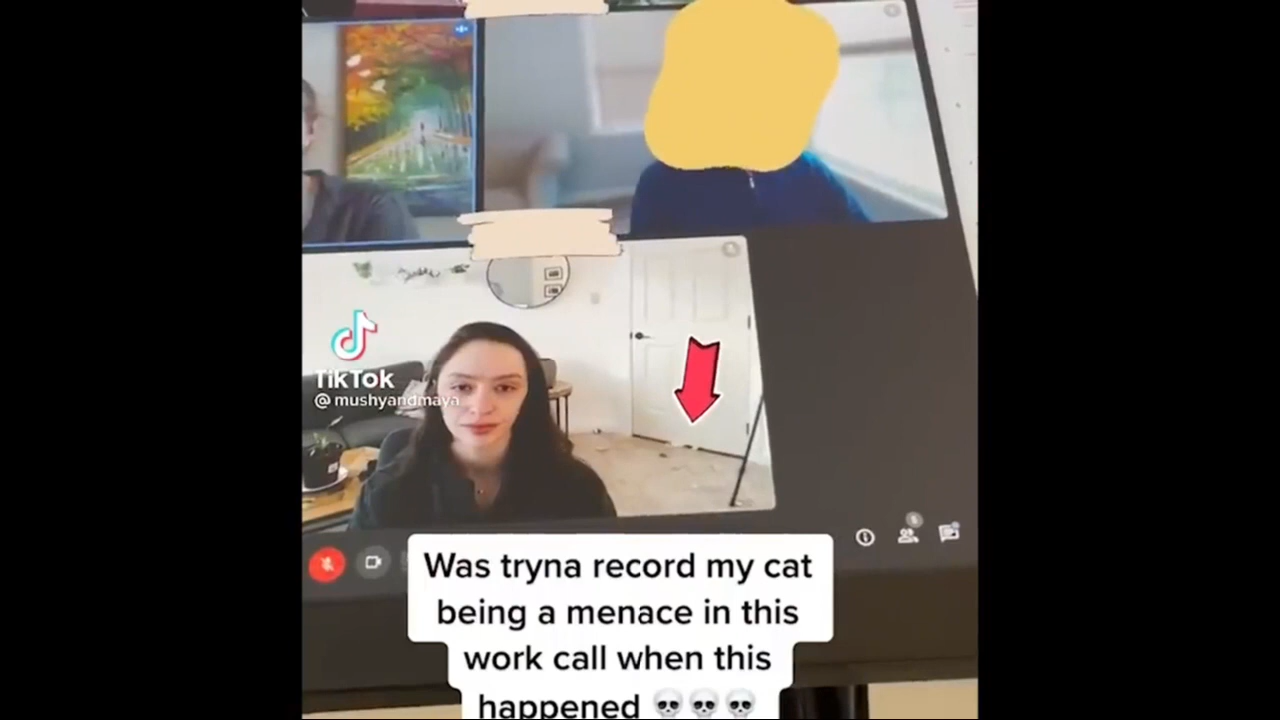 TikTok
@mushyandmaya
Was tryna record my cat
being a menace in this
work call when this
happened 💀💀💀